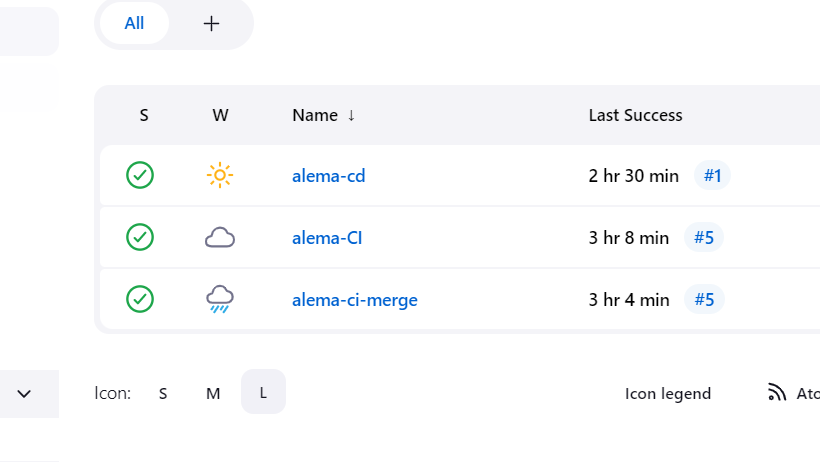 All +
S W Name ↓ Last Success
alema-cd 2 hr 30 min #1
alema-CI 3 hr 8 min #5
alema-ci-merge 3 hr 4 min #5
Icon: S M L Icon legend Ato